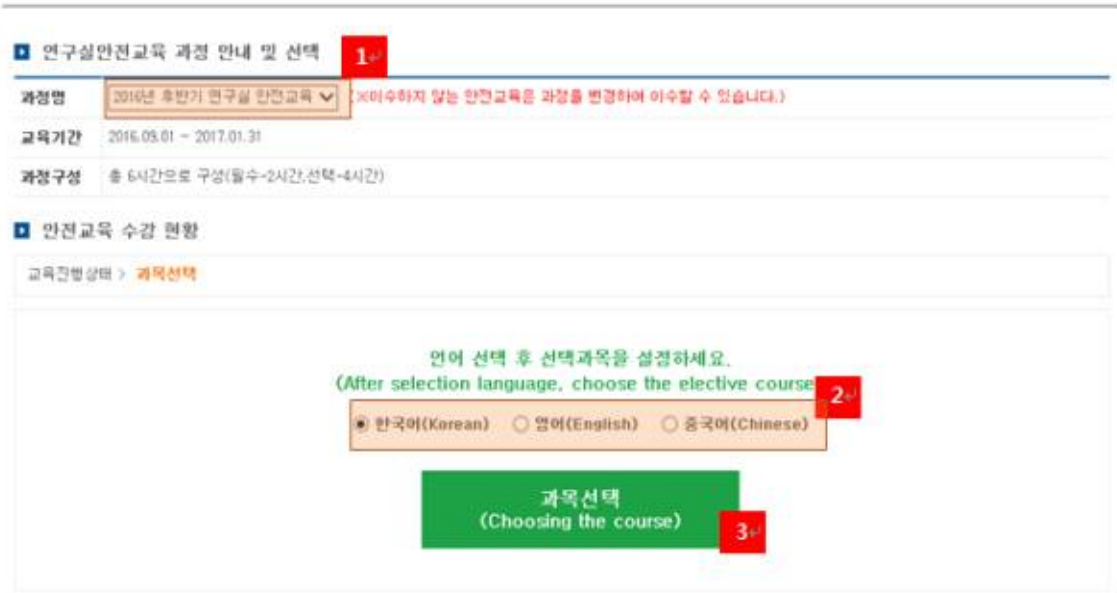 연구실안전교육 과정 안내 및 선택
1
과정명 2016년 후반기 연구실 안전교육 (※이수하지 않는 안전교육은 과정를 변경하여 이수할 수 있습니다.)
교육기간 2016.09.01 ~ 2017.01.31
과정구성 총 6시간으로 구성(필수-2시간,선택-4시간)
안전교육 수강 현황
교육진행상태 > 과목선택
언어 선택 후 선택과목을 설정하세요.
(After selection language, choose the elective course
2
한국어(Korean) 영어(English) 중국어(Chinese)
과목선택
(Choosing the course)
3